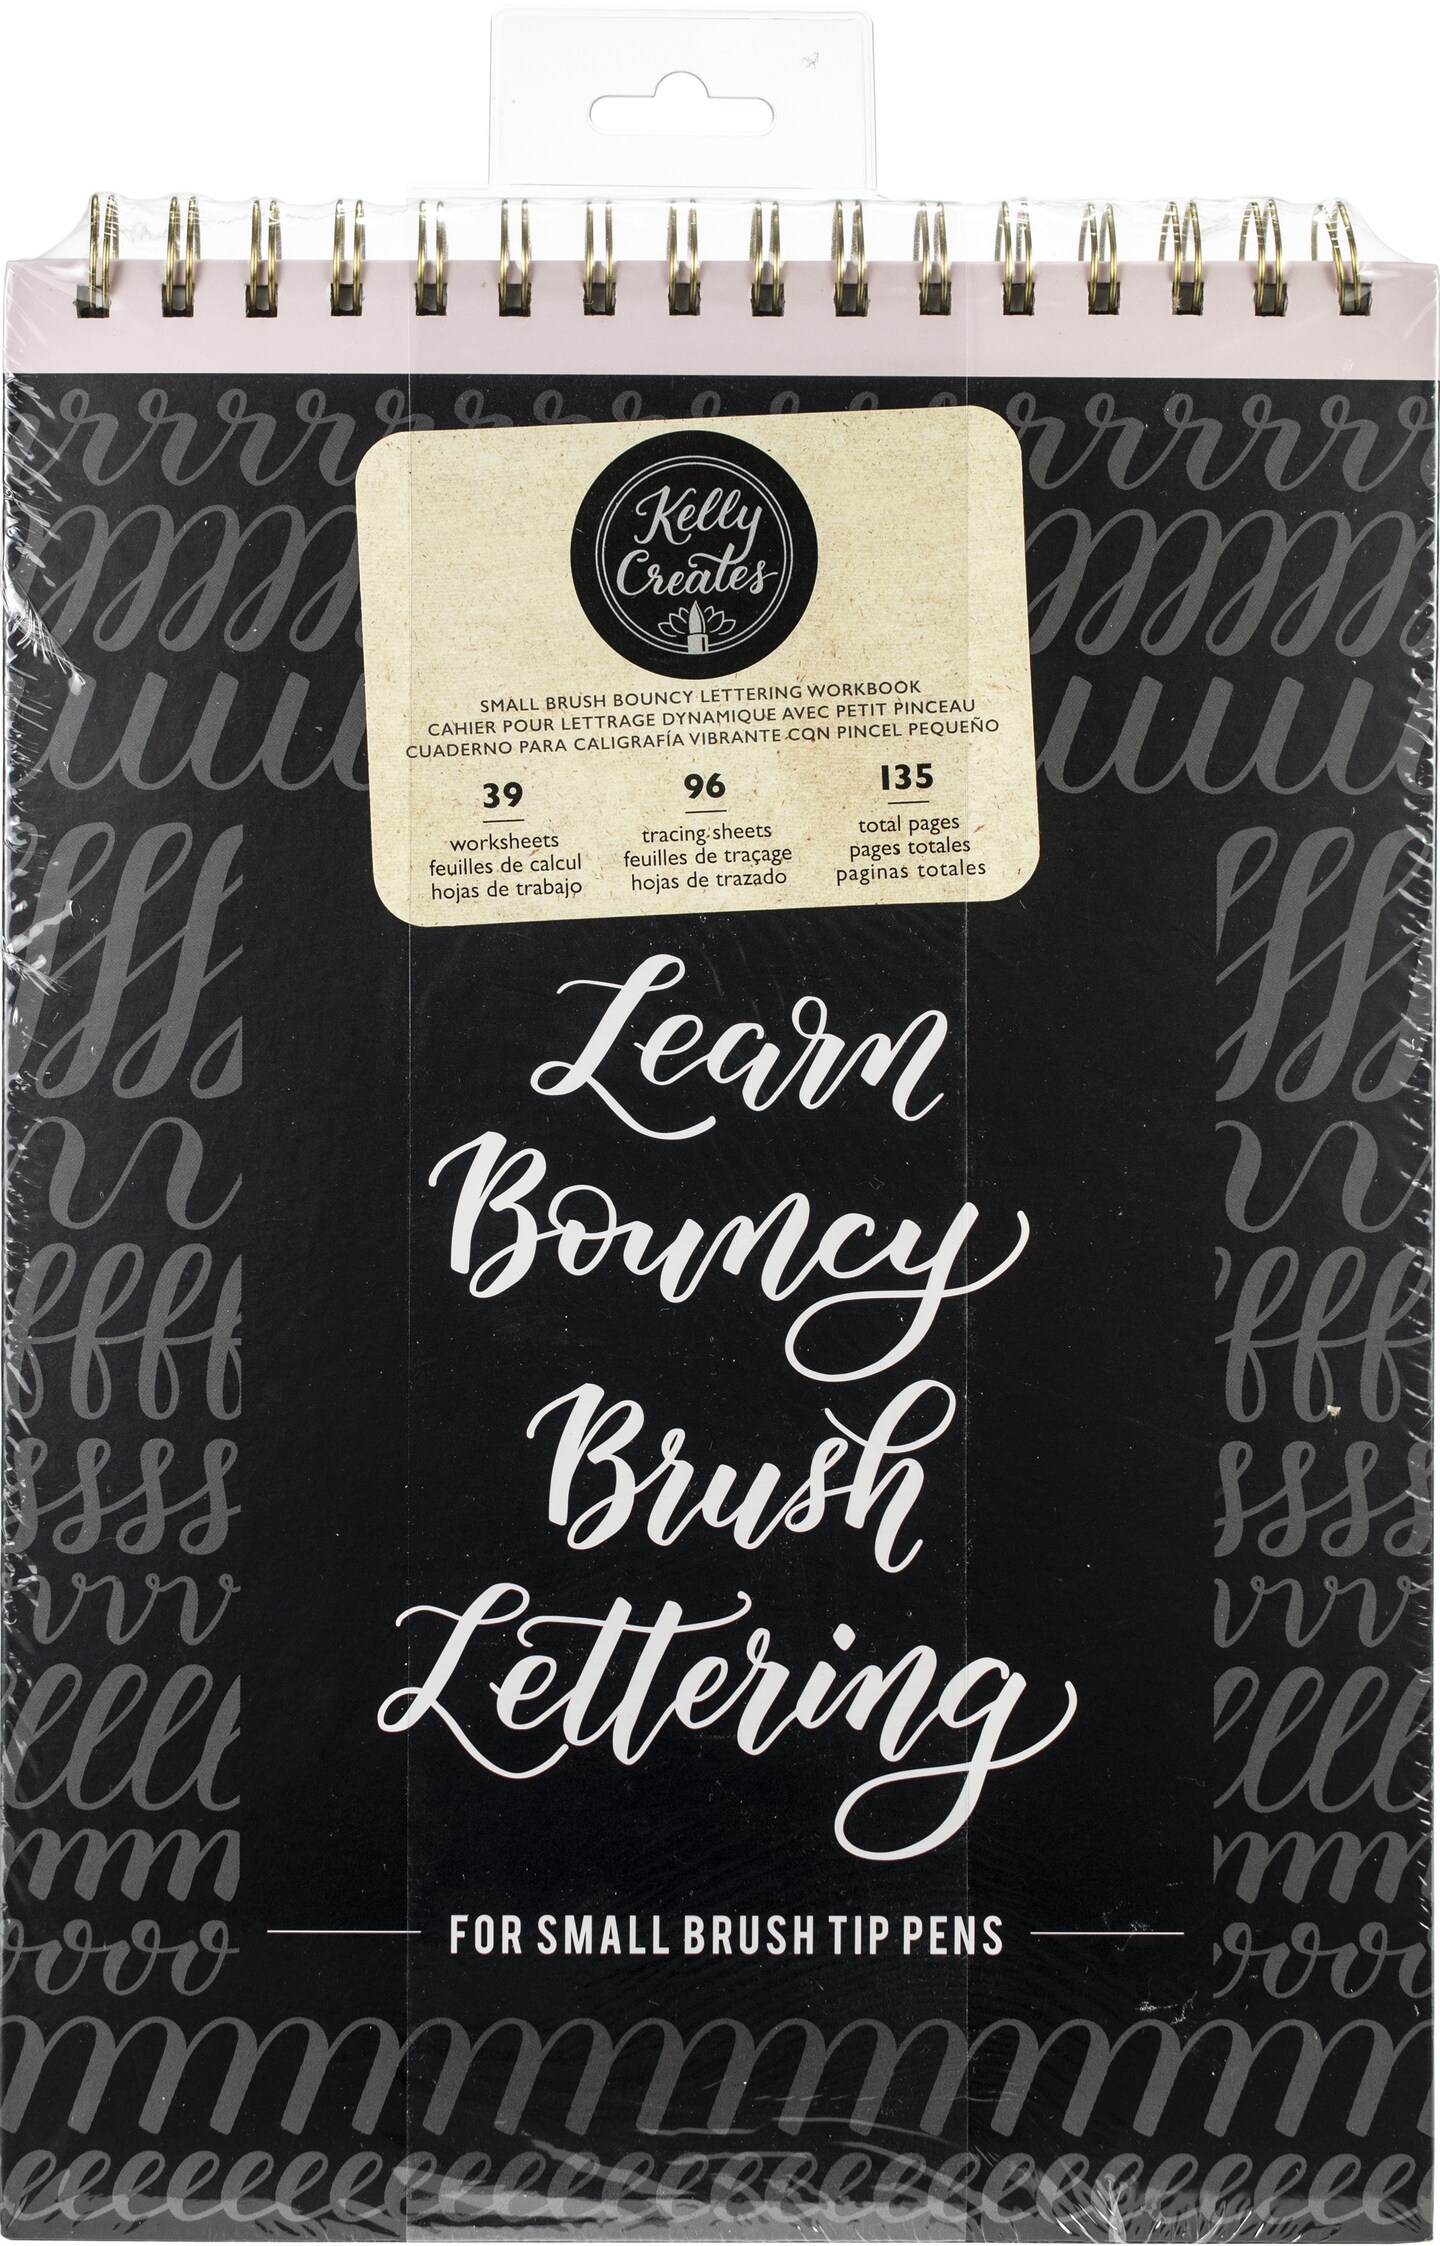 Kelly
Creates
SMALL BRUSH BOUNCY LETTERING WORKBOOK
CAHIER POUR LETTRAGE DYNAMIQUE AVEC PETIT PINCEAU
CUADERNO PARA CALIGRAFÍA VIBRANTE CON PINCEL PEQUEÑO
39 96 135
worksheets tracing sheets total pages
feuilles de calcul feuilles de traçage pages totales
hojas de trabajo hojas de trazado paginas totales
Learn
Bouncy
Brush
Lettering
FOR SMALL BRUSH TIP PENS